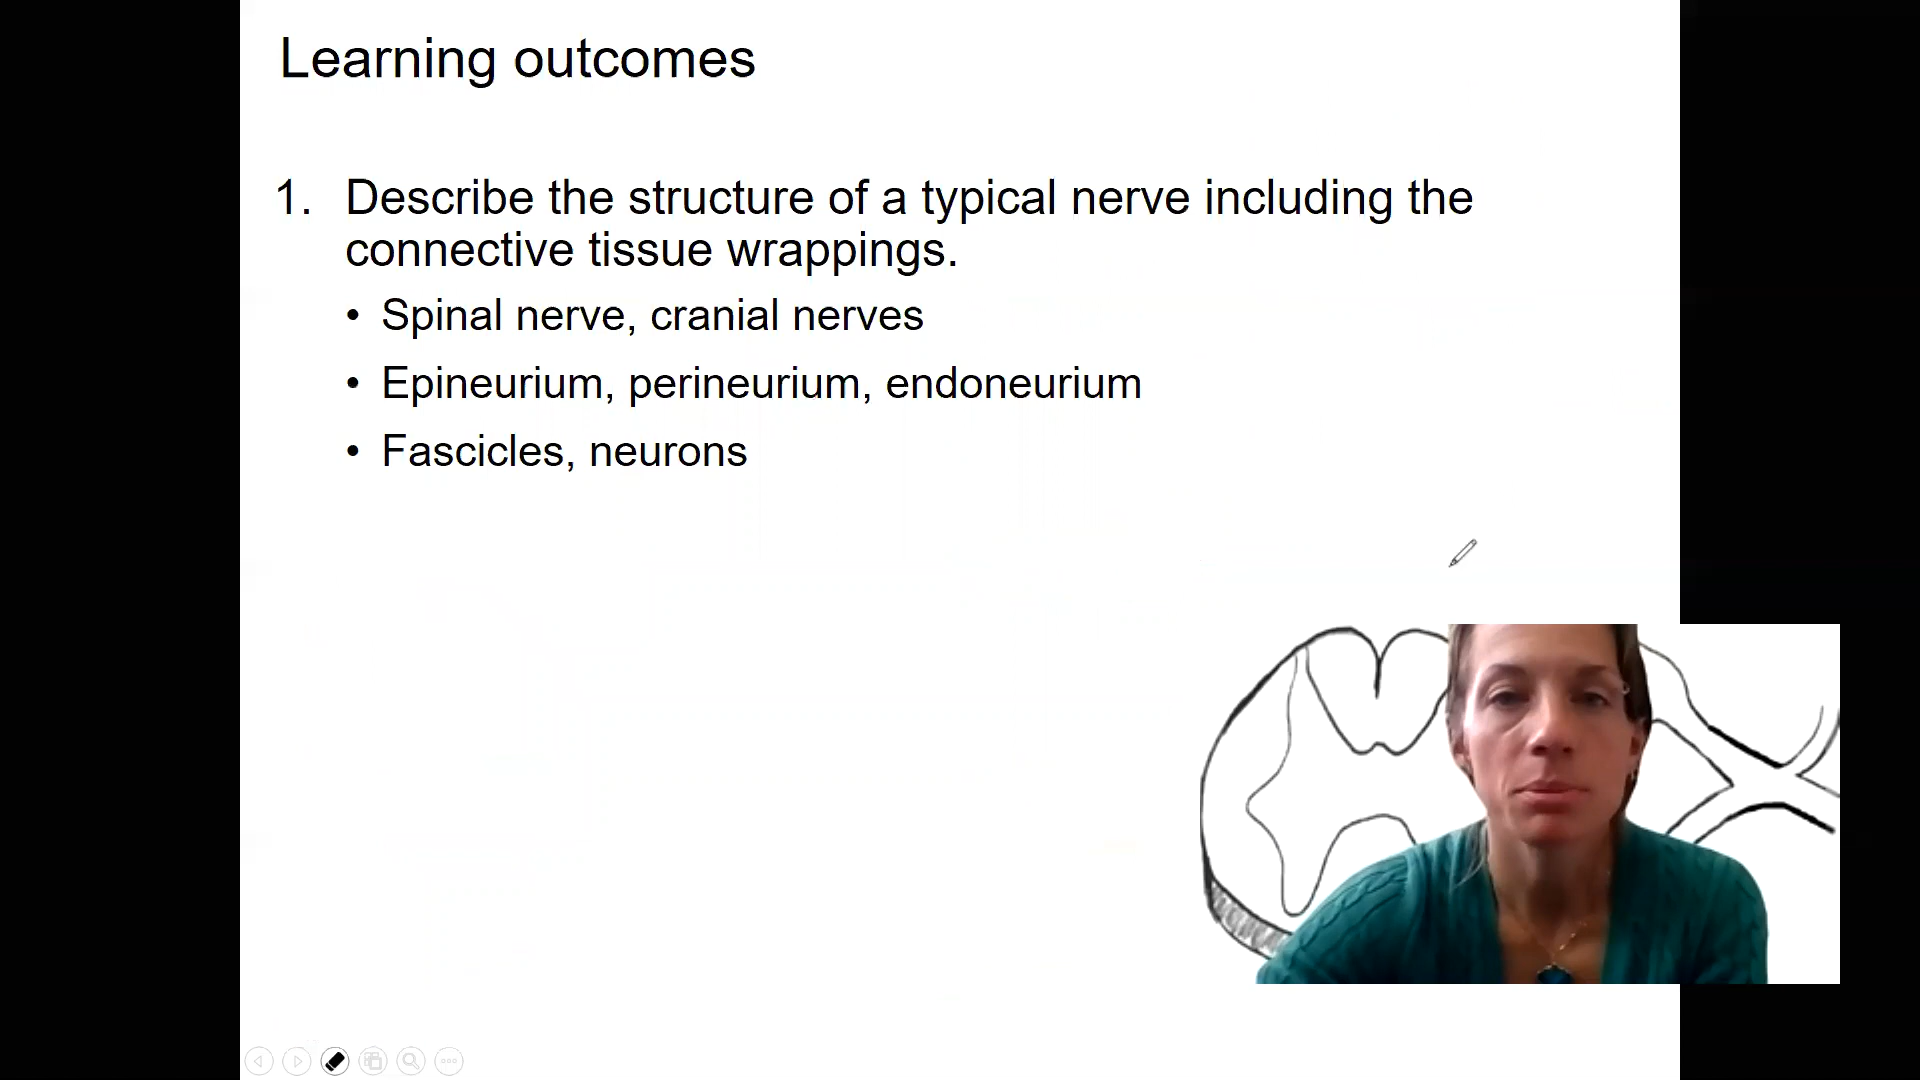 Learning outcomes
1. Describe the structure of a typical nerve including the
connective tissue wrappings.
• Spinal nerve, cranial nerves
• Epineurium, perineurium, endoneurium
• Fascicles, neurons